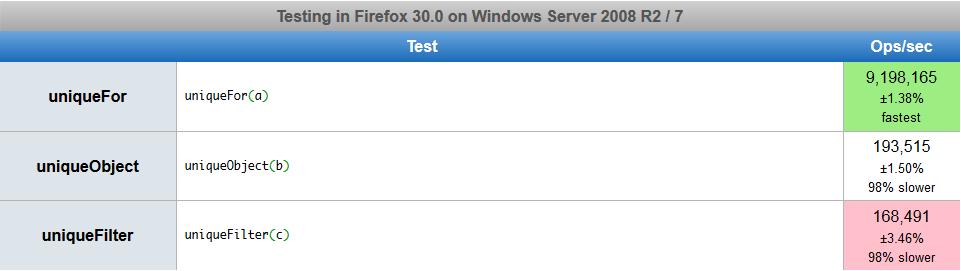 Testing in Firefox 30.0 on Windows Server 2008 R2 / 7
Test Ops/sec
uniqueFor uniqueFor(a) 9,198,165
±1.38%
fastest
uniqueObject uniqueObject(b) 193,515
±1.50%
98% slower
uniqueFilter uniqueFilter(c) 168,491
±3.46%
98% slower